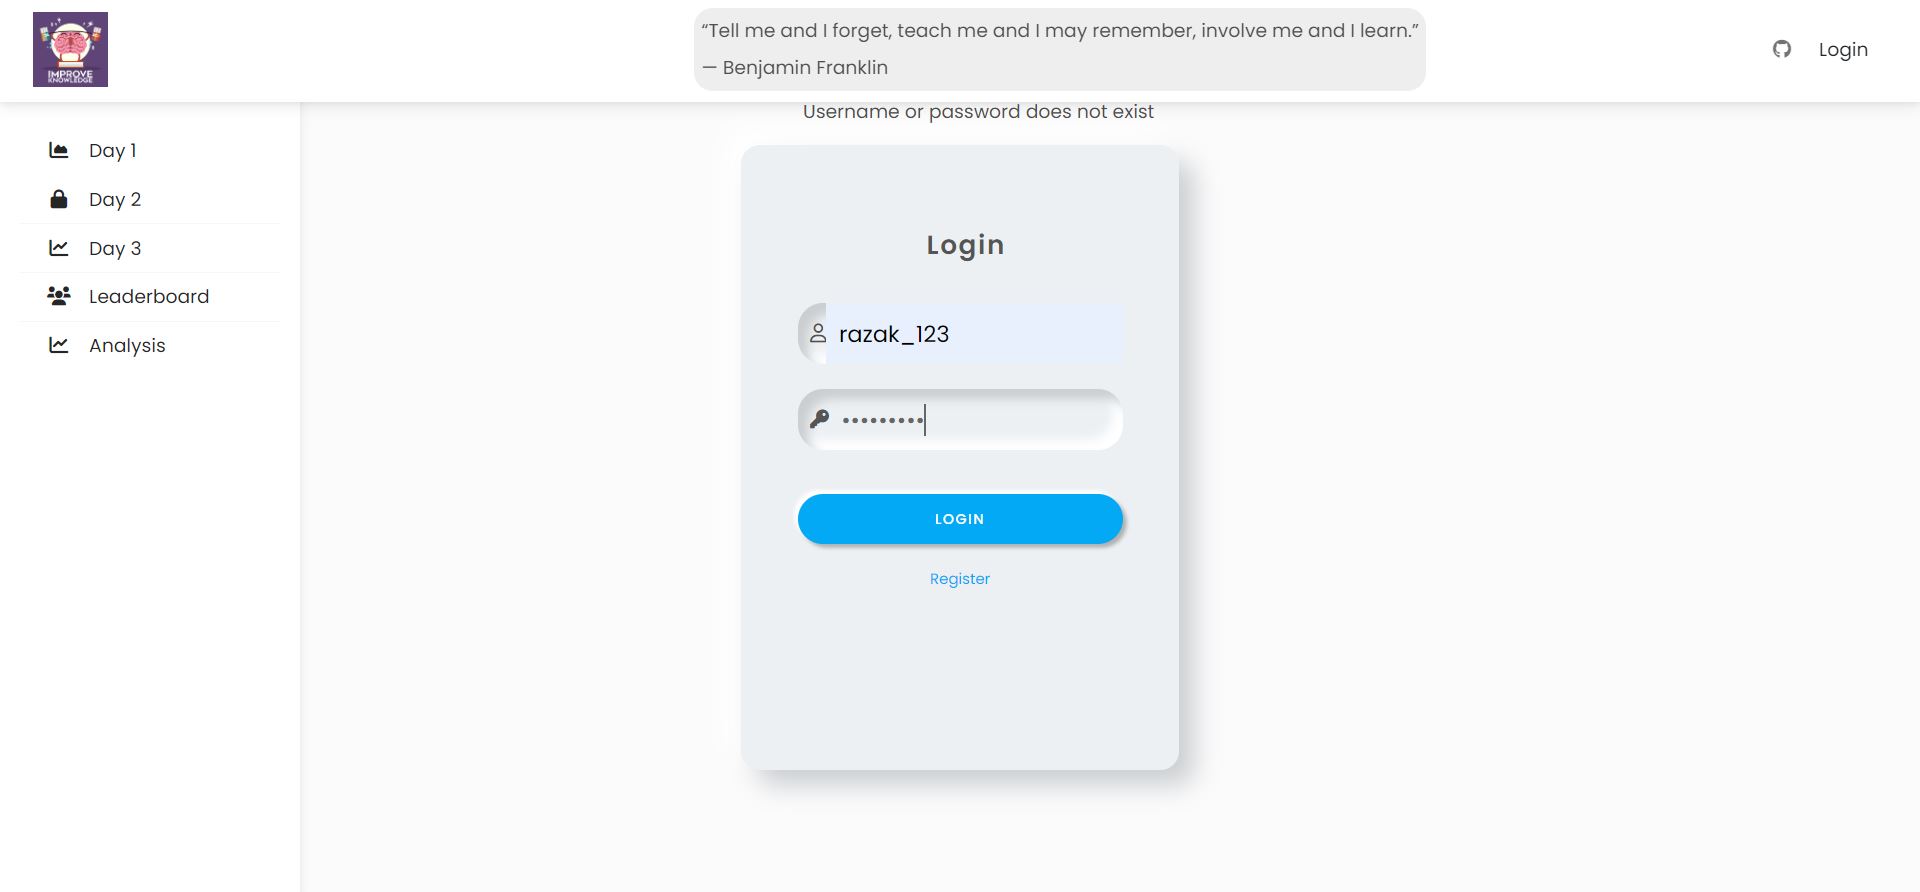 IMPROVE
KNOWLEDGE
“Tell me and I forget, teach me and I may remember, involve me and I learn.”
— Benjamin Franklin
Login
Username or password does not exist
Day 1
Day 2
Day 3
Leaderboard
Analysis
Login
razak_123
•••••••••
LOGIN
Register